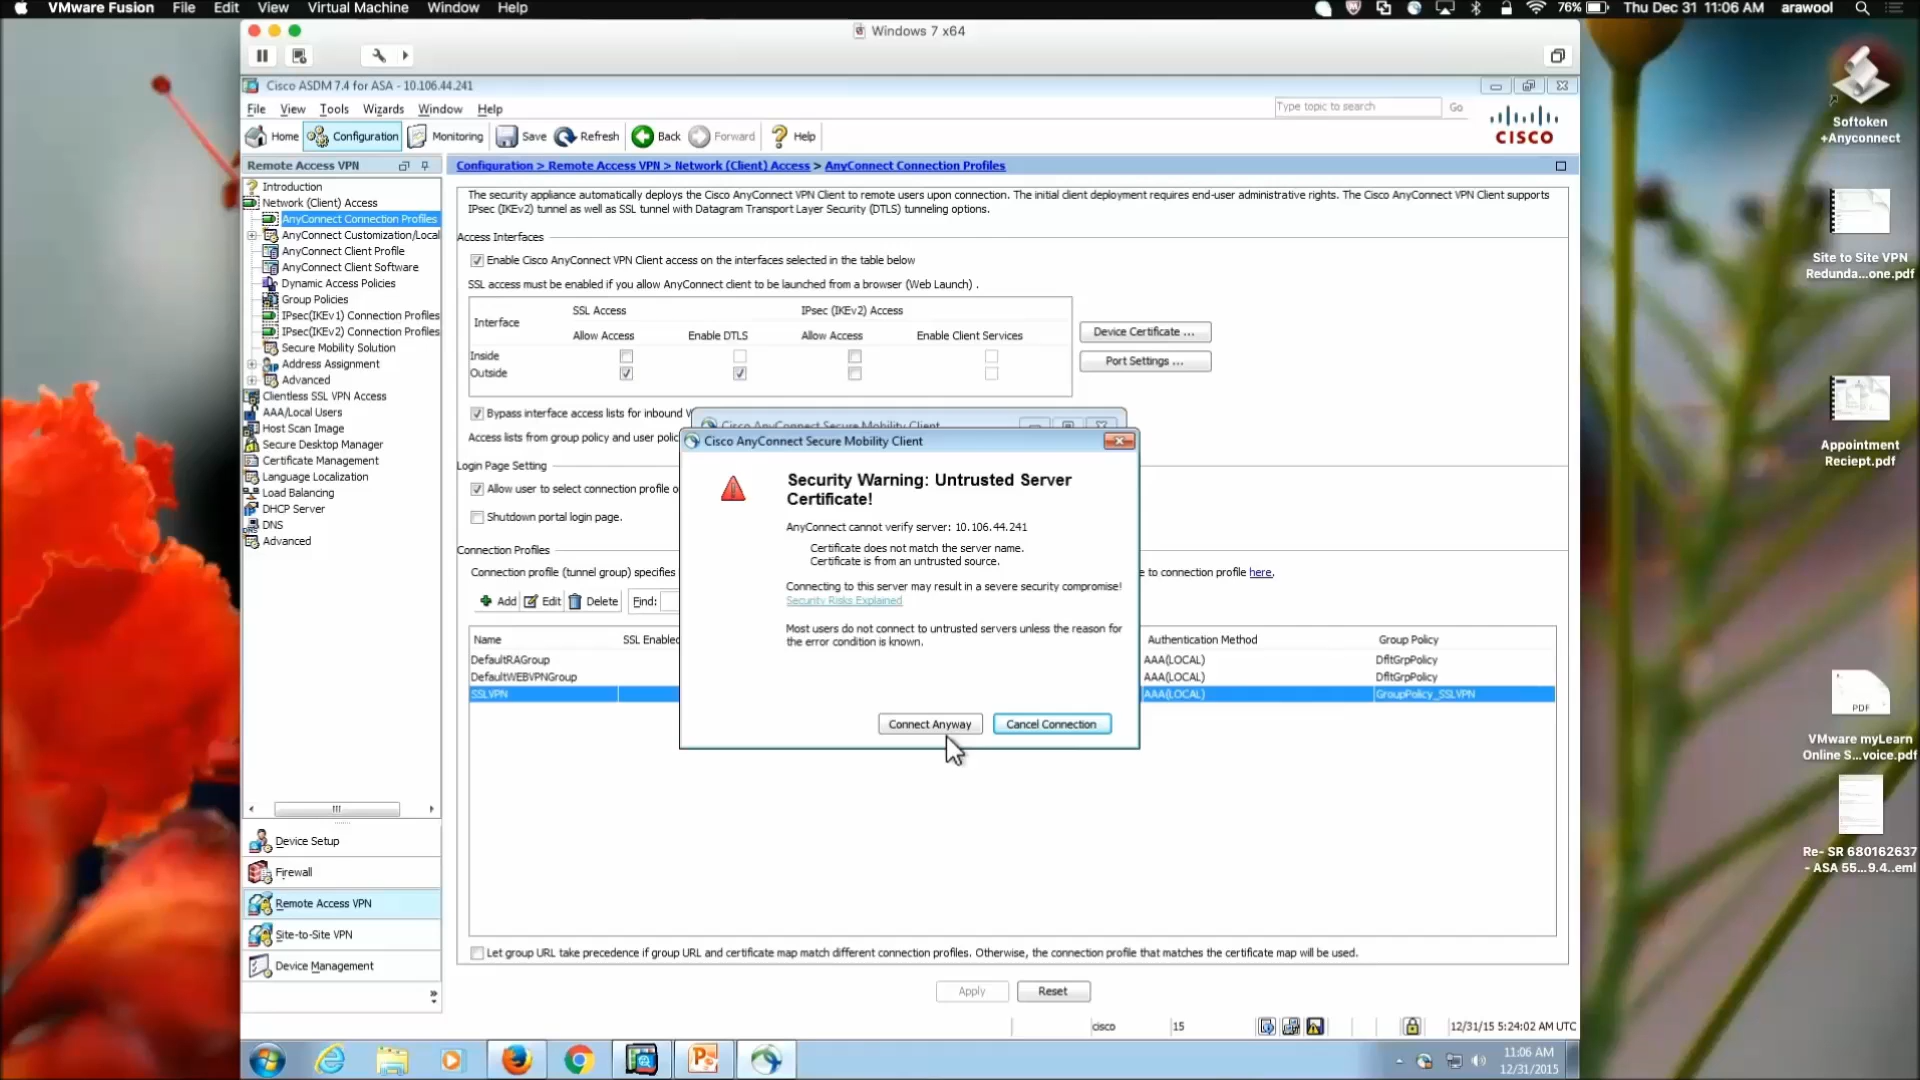 VMware Fusion File Edit View Virtual Machine Window Help
76% Thu Dec 31 11:06 AM arawool
Windows 7 x64
Cisco ASDM 7.4 for ASA - 10.106.44.241
File View Tools Wizards Window Help
Type topic to search Go
CISCO
Home Configuration Monitoring Save Refresh Back Forward Help
Remote Access VPN
Introduction
Network (Client) Access
AnyConnect Connection Profiles
AnyConnect Customization/Local
AnyConnect Client Profile
AnyConnect Client Software
Dynamic Access Policies
Group Policies
IPsec(IKEv1) Connection Profiles
IPsec(IKEv2) Connection Profiles
Secure Mobility Solution
Address Assignment
Advanced
Clientless SSL VPN Access
AAA/Local Users
Host Scan Image
Secure Desktop Manager
Certificate Management
Language Localization
Load Balancing
DHCP Server
DNS
Advanced
Device Setup
Firewall
Remote Access VPN
Site-to-Site VPN
Device Management
Configuration > Remote Access VPN > Network (Client) Access > AnyConnect Connection Profiles
The security appliance automatically deploys the Cisco AnyConnect VPN Client to remote users upon connection. The initial client deployment requires end-user administrative rights. The Cisco AnyConnect VPN Client supports
IPsec (IKEv2) tunnel as well as SSL tunnel with Datagram Transport Layer Security (DTLS) tunneling options.
Access Interfaces
Enable Cisco AnyConnect VPN Client access on the interfaces selected in the table below
SSL access must be enabled if you allow AnyConnect client to be launched from a browser (Web Launch) .
SSL Access IPsec (IKEv2) Access
Interface
Allow Access Enable DTLS Allow Access Enable Client Services
Inside
Outside
Device Certificate ...
Port Settings ...
Bypass interface access lists for inbound V
Access lists from group policy and user polic
Login Page Setting
Allow user to select connection profile o
Shutdown portal login page.
Connection Profiles
Connection profile (tunnel group) specifies
e to connection profile here.
Add Edit Delete Find:
Name SSL Enabled Authentication Method Group Policy
DefaultRAGroup AAA(LOCAL) DfltGrpPolicy
DefaultWEBVPNGroup AAA(LOCAL) DfltGrpPolicy
SSLVPN AAA(LOCAL) GroupPolicy_SSLVPN
Cisco AnyConnect Secure Mobility Client
Cisco AnyConnect Secure Mobility Client
Security Warning: Untrusted Server
Certificate!
AnyConnect cannot verify server: 10.106.44.241
Certificate does not match the server name.
Certificate is from an untrusted source.
Connecting to this server may result in a severe security compromise!
Security Risks Explained
Most users do not connect to untrusted servers unless the reason for
the error condition is known.
Connect Anyway Cancel Connection
Let group URL take precedence if group URL and certificate map match different connection profiles. Otherwise, the connection profile that matches the certificate map will be used.
Apply Reset
cisco 15 12/31/15 5:24:02 AM UTC
11:06 AM
12/31/2015
Softoken
+Anyconnect
Site to Site VPN
Redunda...one.pdf
Appointment
Reciept.pdf
PDF
VMware myLearn
Online S...voice.pdf
Re- SR 680162637
- ASA 55...9.4..eml